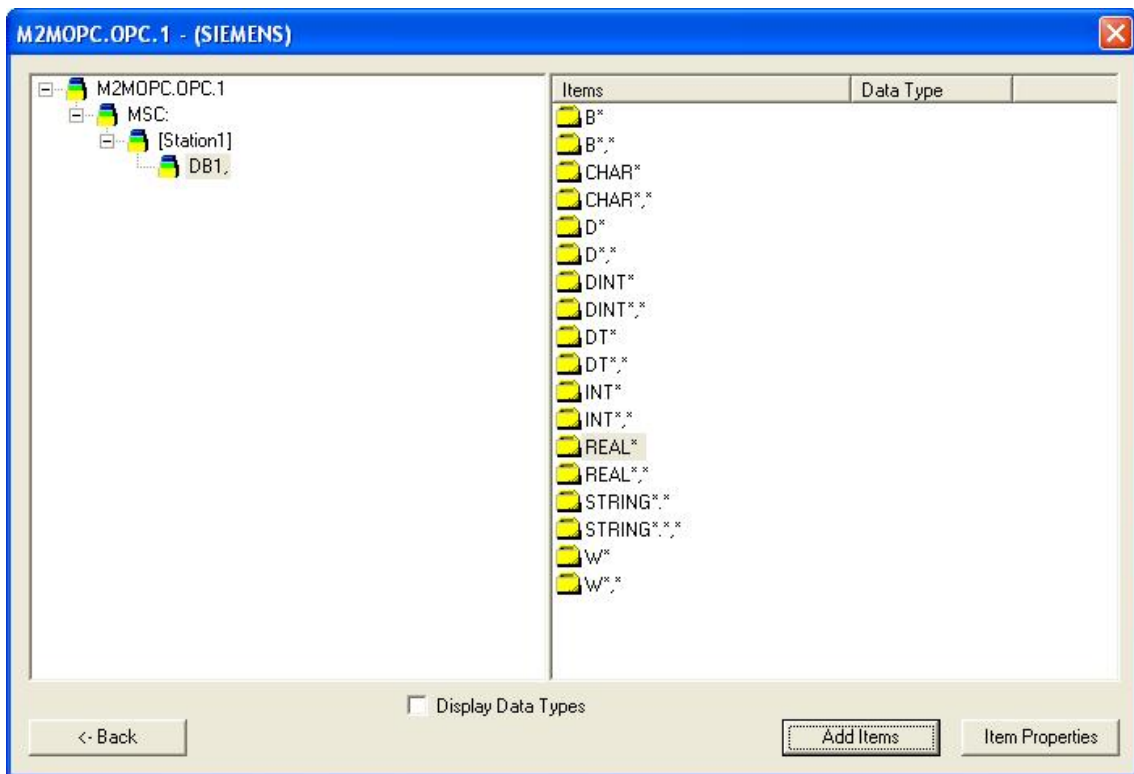 M2MOPC.OPC.1 - (SIEMENS)
M2MOPC.OPC.1
MSC:
[Station1]
DB1,
Items Data Type
B*
B*,*
CHAR*
CHAR*,*
D*
D*,*
DINT*
DINT*,*
DT*
DT*,*
INT*
INT*,*
REAL*
REAL*,*
STRING*.*
STRING*.*,*
W*
W*,*
Display Data Types
<- Back Add Items Item Properties